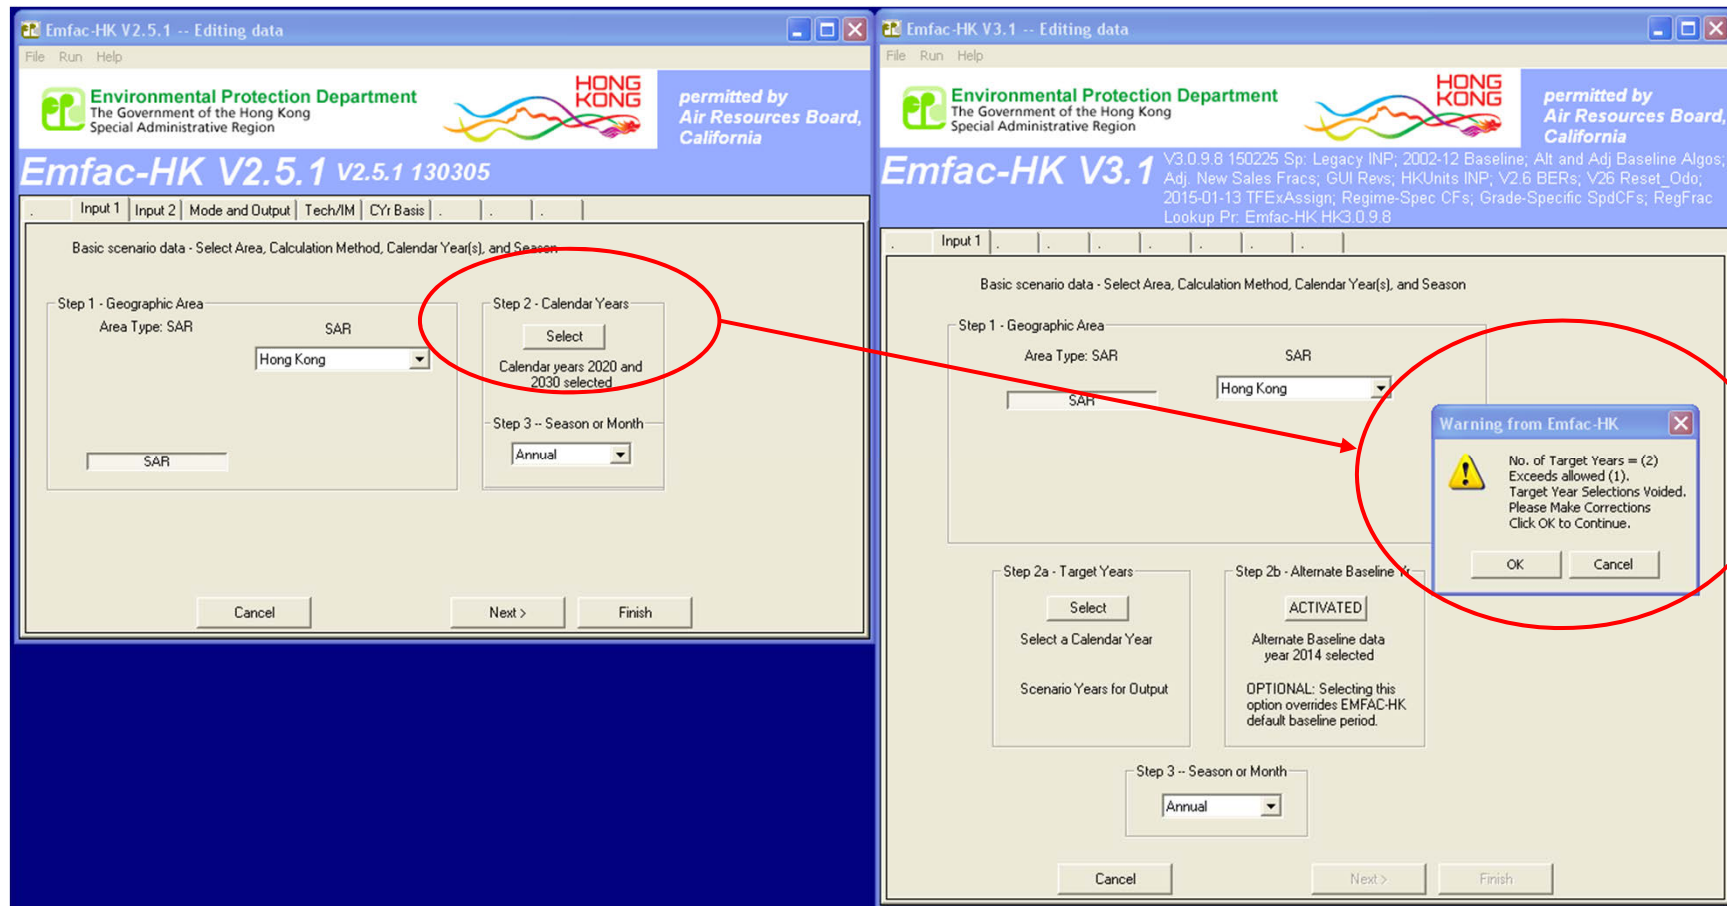 Emfac-HK V2.5.1 -- Editing data
File Run Help
Environmental Protection Department
The Government of the Hong Kong
Special Administrative Region
HONG
KONG
permitted by
Air Resources Board,
California
Emfac-HK V2.5.1 V2.5.1 130305
. Input 1 Input 2 Mode and Output Tech/IM CYr Basis . . .
Basic scenario data - Select Area, Calculation Method, Calendar Year(s), and Season
Step 1 - Geographic Area
Area Type: SAR
SAR
Hong Kong
SAR
Step 2 - Calendar Years
Select
Calendar years 2020 and
2030 selected
Step 3 -- Season or Month
Annual
Cancel
Next >
Finish
Emfac-HK V3.1 -- Editing data
File Run Help
Environmental Protection Department
The Government of the Hong Kong
Special Administrative Region
HONG
KONG
permitted by
Air Resources Board,
California
Emfac-HK V3.1
V3.0.9.8 150225 Sp: Legacy INP; 2002-12 Baseline; Alt and Adj Baseline Algos;
Adj. New Sales Fracs; GUI Revs; HKUnits INP; V2.6 BERs; V26 Reset_Odo;
2015-01-13 TFExAssign; Regime-Spec CFs; Grade-Specific SpdCFs; RegFrac
Lookup Pr: Emfac-HK HK3.0.9.8
. Input 1 . . . . . . .
Basic scenario data - Select Area, Calculation Method, Calendar Year(s), and Season
Step 1 - Geographic Area
Area Type: SAR
SAR
SAR
Hong Kong
Warning from Emfac-HK
No. of Target Years = (2)
Exceeds allowed (1).
Target Year Selections Voided.
Please Make Corrections
Click OK to Continue.
OK
Cancel
Step 2a - Target Years
Select
Select a Calendar Year
Scenario Years for Output
Step 2b - Alternate Baseline Yr
ACTIVATED
Alternate Baseline data
year 2014 selected
OPTIONAL: Selecting this
option overrides EMFAC-HK
default baseline period.
Step 3 -- Season or Month
Annual
Cancel
Next >
Finish